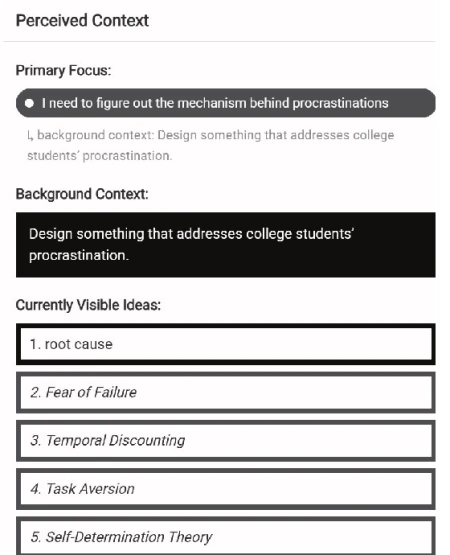 Perceived Context
Primary Focus:
I need to figure out the mechanism behind procrastinations
l, background context: Design something that addresses college
students' procrastination.
Background Context:
Design something that addresses college students'
procrastination.
Currently Visible Ideas:
1. root cause
2. Fear of Failure
3. Temporal Discounting
4. Task Aversion
5. Self-Determination Theory